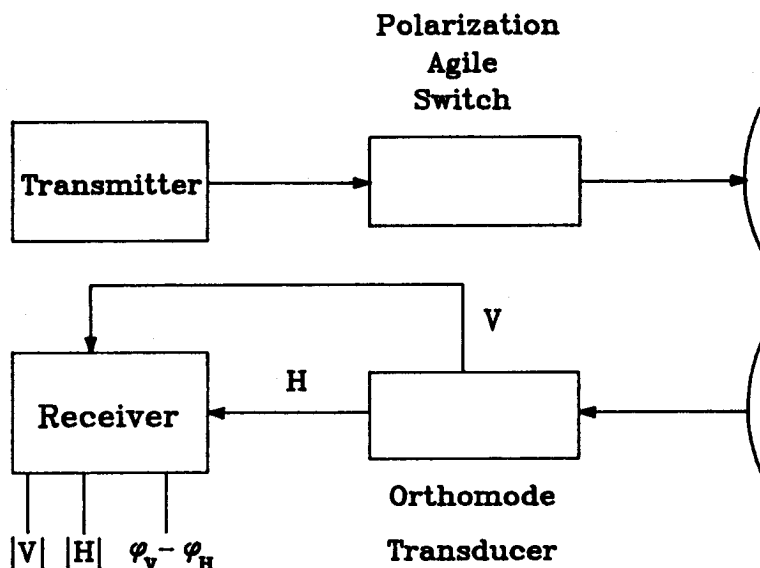 Polarization
Agile
Switch
Transmitter
V
H
Receiver
Orthomode
Transducer
|V| |H| φV - φH